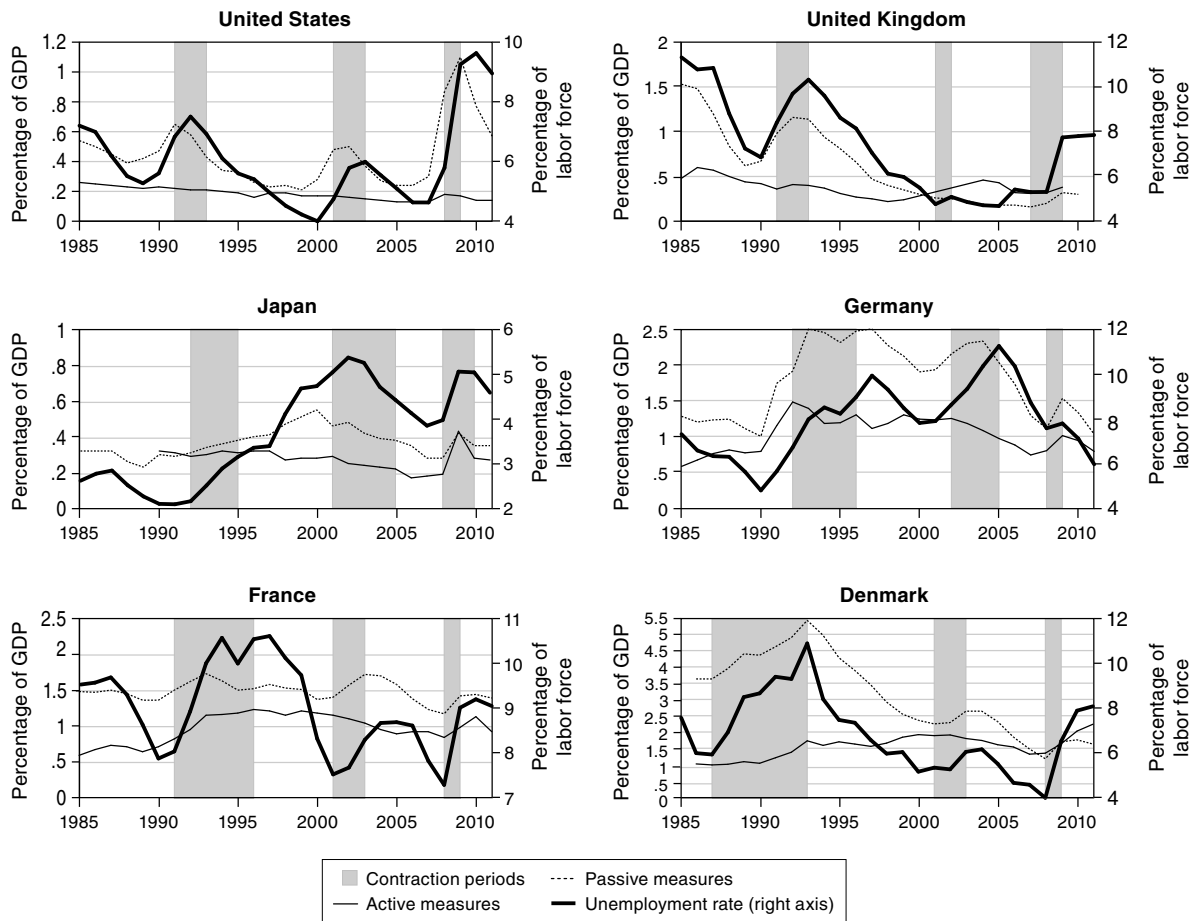 United States
Percentage of GDP
1.2
1
.8
.6
.4
.2
0
10
8
6
4
Percentage of
labor force
1985 1990 1995 2000 2005 2010
United Kingdom
Percentage of GDP
2
1.5
1
.5
0
12
10
8
6
4
Percentage of
labor force
1985 1990 1995 2000 2005 2010
Japan
Percentage of GDP
1
.8
.6
.4
.2
0
6
5
4
3
2
Percentage of
labor force
1985 1990 1995 2000 2005 2010
Germany
Percentage of GDP
2.5
2
1.5
1
.5
0
12
10
8
6
4
Percentage of
labor force
1985 1990 1995 2000 2005 2010
France
Percentage of GDP
2.5
2
1.5
1
.5
0
11
10
9
8
7
Percentage of
labor force
1985 1990 1995 2000 2005 2010
Denmark
Percentage of GDP
5.5
5
4.5
4
3.5
3
2.5
2
1.5
1
.5
0
12
10
8
6
4
Percentage of
labor force
1985 1990 1995 2000 2005 2010
Contraction periods Passive measures
Active measures Unemployment rate (right axis)